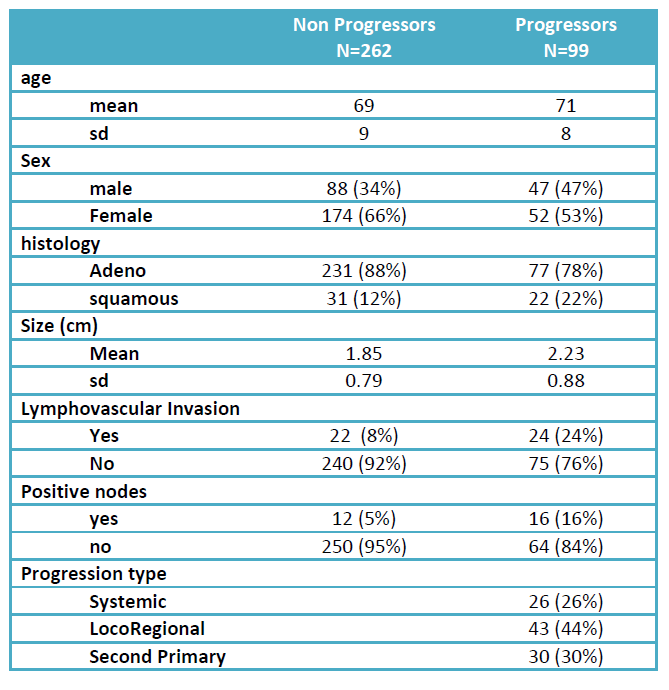 Non Progressors Progressors
N=262 N=99
age
mean 69 71
sd 9 8
Sex
male 88 (34%) 47 (47%)
Female 174 (66%) 52 (53%)
histology
Adeno 231 (88%) 77 (78%)
squamous 31 (12%) 22 (22%)
Size (cm)
Mean 1.85 2.23
sd 0.79 0.88
Lymphovascular Invasion
Yes 22 (8%) 24 (24%)
No 240 (92%) 75 (76%)
Positive nodes
yes 12 (5%) 16 (16%)
no 250 (95%) 64 (84%)
Progression type
Systemic 26 (26%)
LocoRegional 43 (44%)
Second Primary 30 (30%)